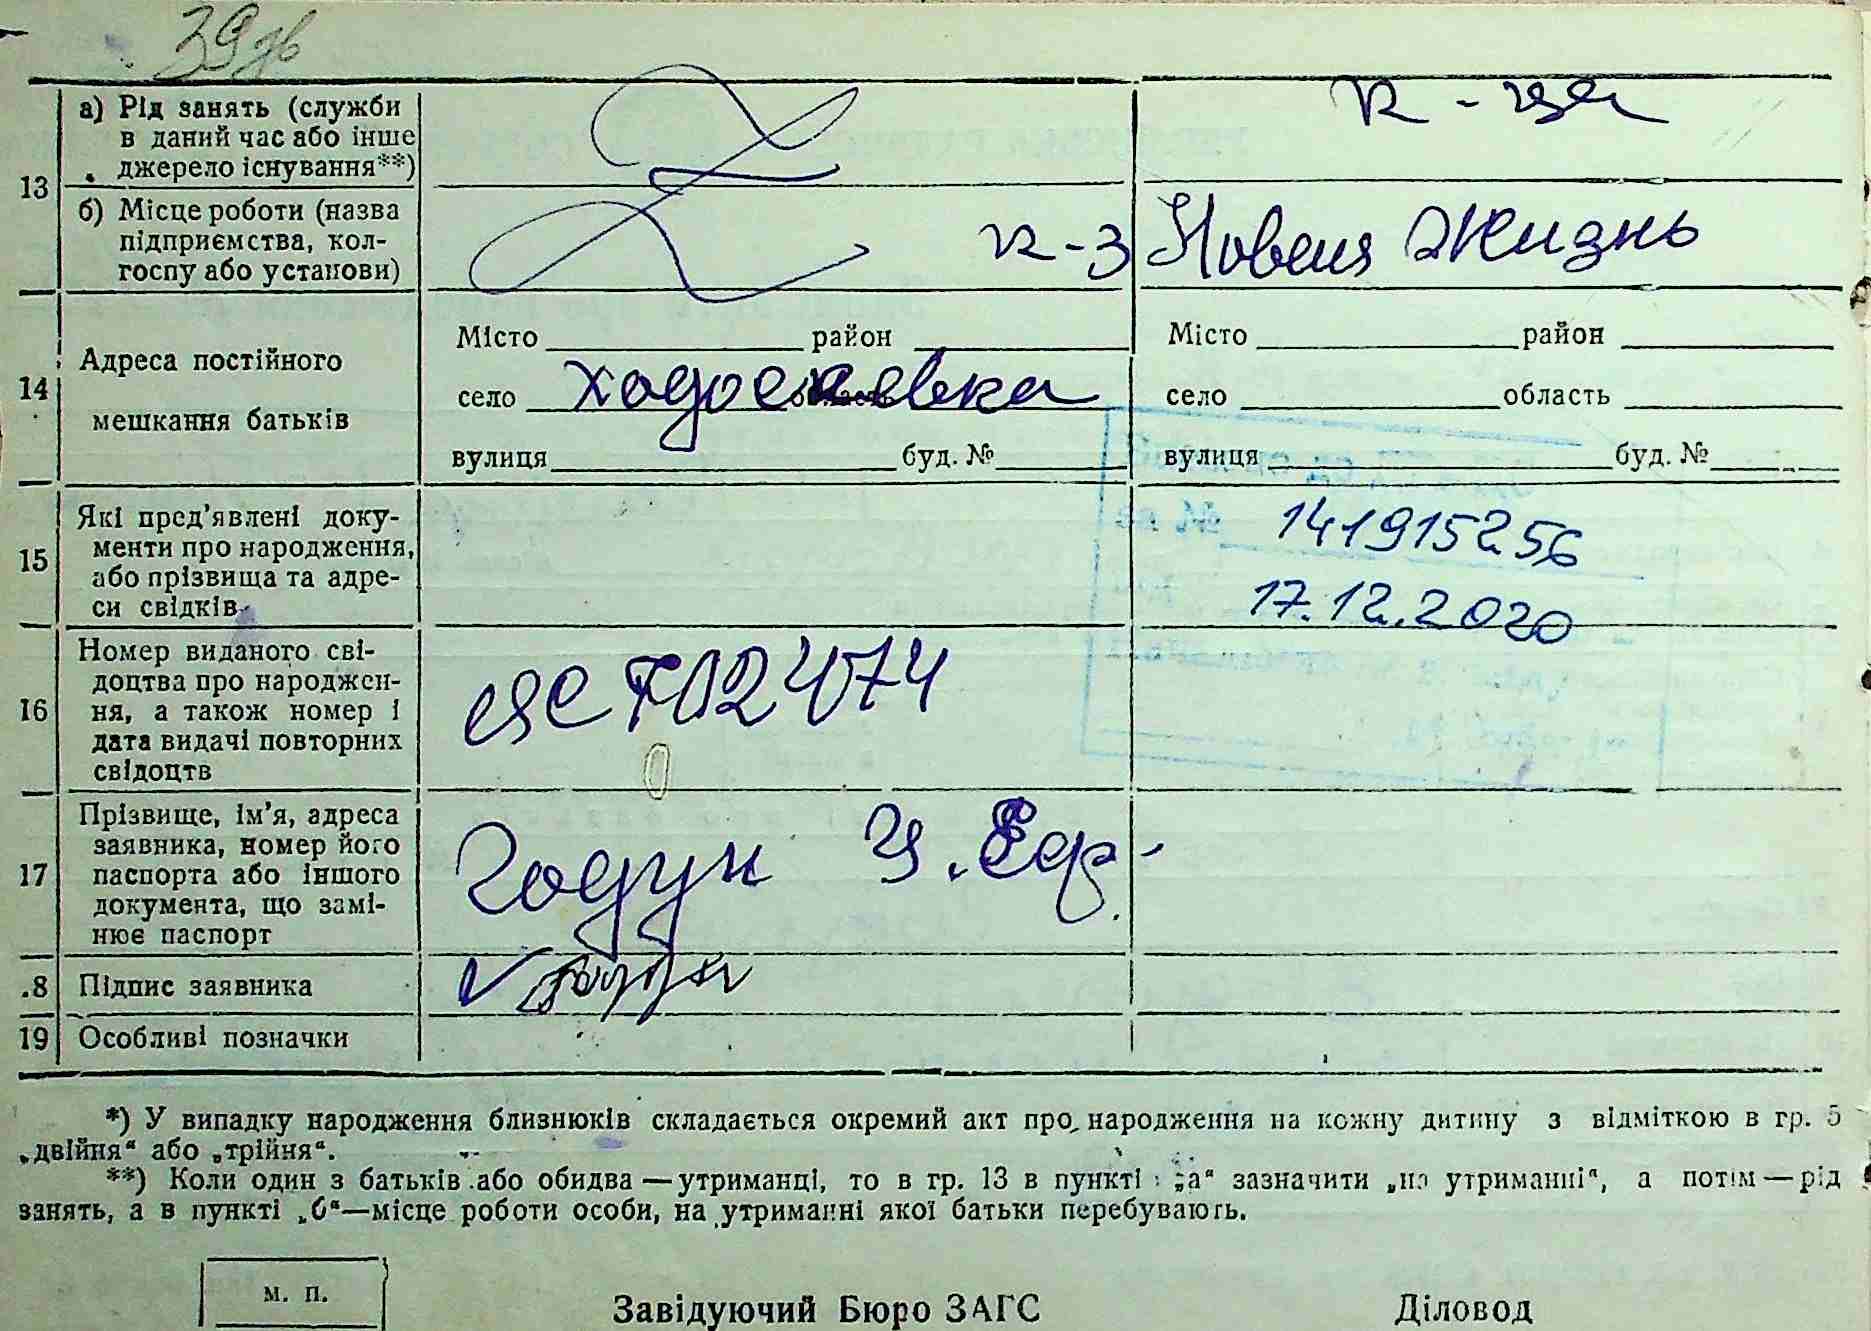 39 зв
а) Рід занять (служби
в даний час або інше
джерело існування**)
к-ця
13
б) Місце роботи (назва
підприємства, кол-
госпу або установи)
к-з Новая Жизнь
14
Адреса постійного
мешкання батьків
Місто район
село Ходосаевка область
вулиця буд. №
Місто район
село область
вулиця буд. №
15
Які пред'явлені доку-
менти про народження,
або прізвища та адре-
си свідків
141915256
17.12.2020
16
Номер виданого сві-
доцтва про народжен-
ня, а також номер і
дата видачі повторних
свідоцтв
17
Прізвище, ім'я, адреса
заявника, номер його
паспорта або іншого
документа, що замі-
нює паспорт
Годун
.8 Підпис заявника
19 Особливі позначки
*) У випадку народження близнюків складається окремий акт про народження на кожну дитину з відміткою в гр. 5
„двійня“ або „трійня“.
**) Коли один з батьків або обидва — утриманці, то в гр. 13 в пункті „а“ зазначити „на утриманні“, а потім — рід
занять, а в пункті „б“ — місце роботи особи, на утриманні якої батьки перебувають.
м. п.
Завідуючий Бюро ЗАГС Діловод